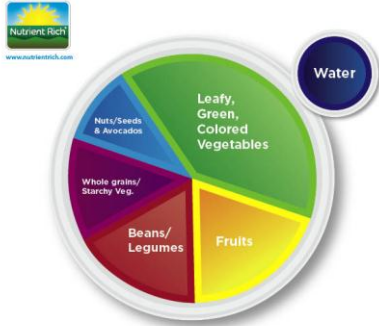 Nutrient Rich®
www.nutrientrich.com
Water
Leafy,
Green,
Colored
Vegetables
Nuts/Seeds
& Avocados
Whole grains/
Starchy Veg.
Beans/
Legumes
Fruits